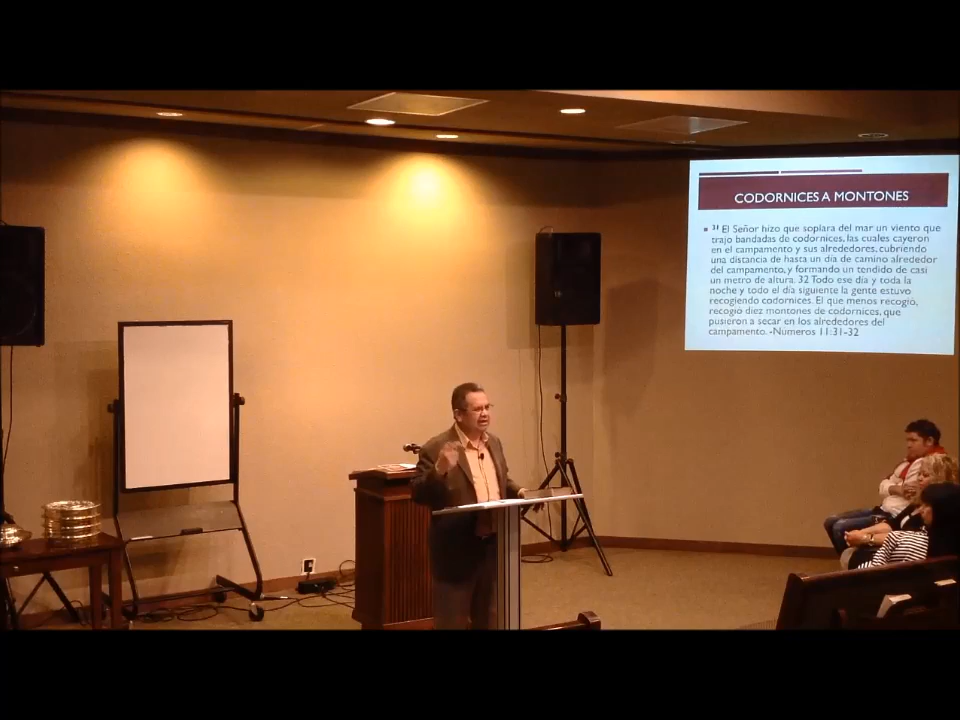 CODORNICES A MONTONES
31 El Señor hizo que soplara del mar un viento que
trajo bandadas de codornices, las cuales cayeron
en el campamento y sus alrededores, cubriendo
una distancia de hasta un día de camino alrededor
del campamento, y formando un tendido de casi
un metro de altura. 32 Todo ese día y toda la
noche y todo el día siguiente la gente estuvo
recogiendo codornices. El que menos recogió,
recogió diez montones de codornices, que
pusieron a secar en los alrededores del
campamento. -Números 11:31-32